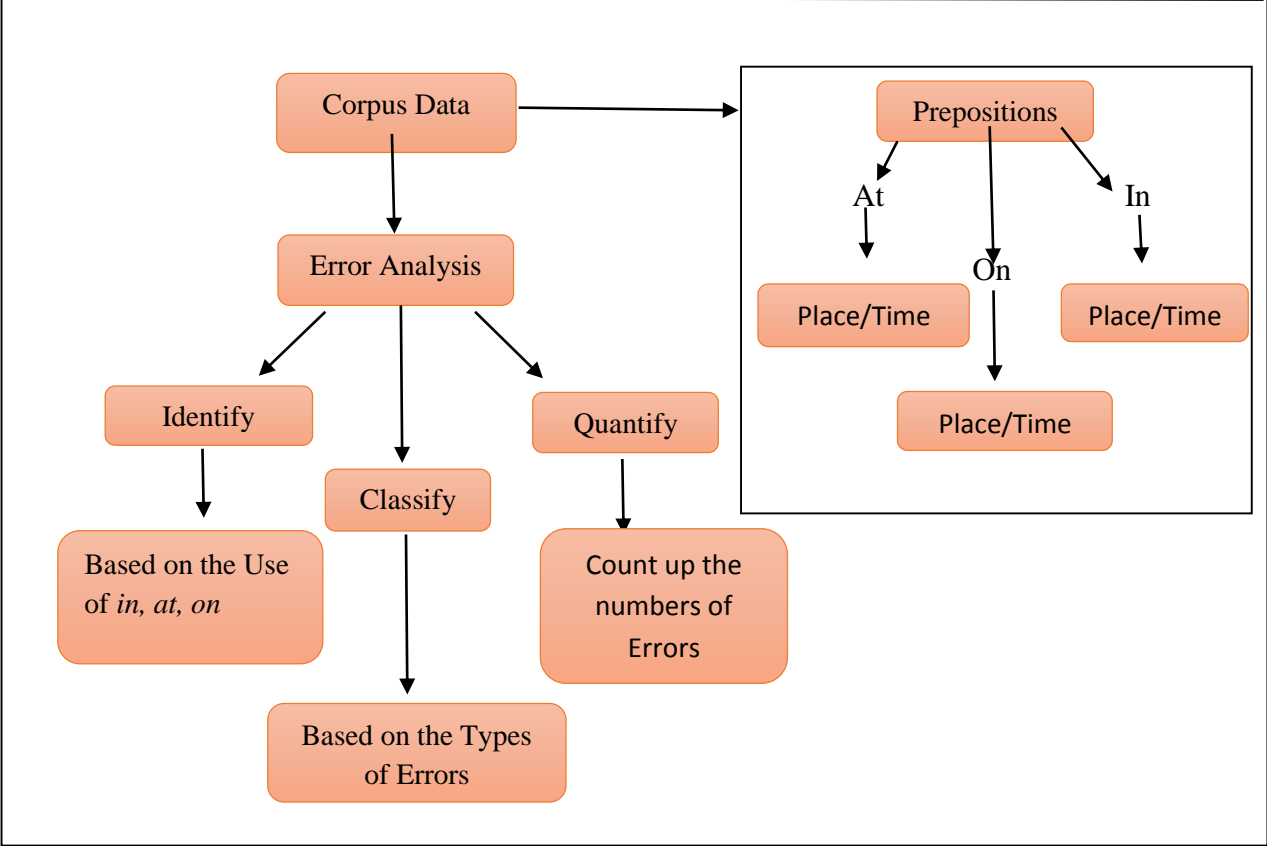 Corpus Data
Prepositions
At
In
On
Error Analysis
Place/Time
Place/Time
Place/Time
Identify
Quantify
Classify
Based on the Use
of in, at, on
Count up the
numbers of
Errors
Based on the Types
of Errors